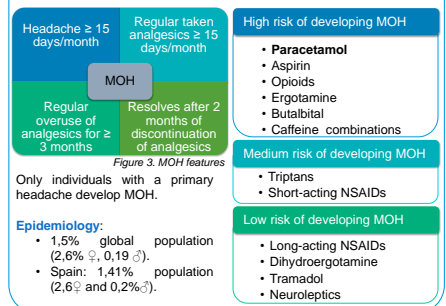 Headache ≥ 15
days/month
Regular taken
analgesics ≥ 15
days/month
MOH
Regular
overuse of
analgesics for ≥
3 months
Resolves after 2
months of
discontinuation
of analgesics
Figure 3. MOH features
Only individuals with a primary
headache develop MOH.
Epidemiology:
• 1,5% global population
(2,6% ♀, 0,19 ♂).
• Spain: 1,41% population
(2,6♀ and 0,2%♂).
High risk of developing MOH
• Paracetamol
• Aspirin
• Opioids
• Ergotamine
• Butalbital
• Caffeine combinations
Medium risk of developing MOH
• Triptans
• Short-acting NSAIDs
Low risk of developing MOH
• Long-acting NSAIDs
• Dihydroergotamine
• Tramadol
• Neuroleptics